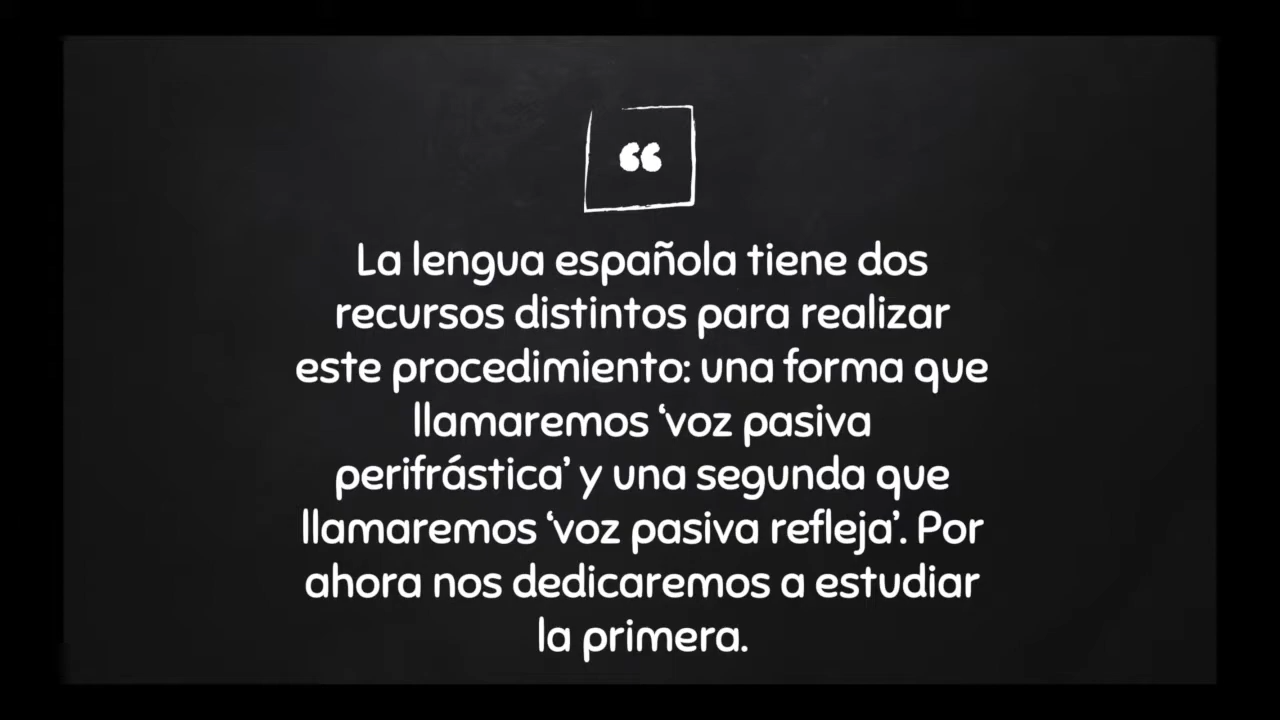 “
La lengua española tiene dos
recursos distintos para realizar
este procedimiento: una forma que
llamaremos ‘voz pasiva
perifrástica’ y una segunda que
llamaremos ‘voz pasiva refleja’. Por
ahora nos dedicaremos a estudiar
la primera.